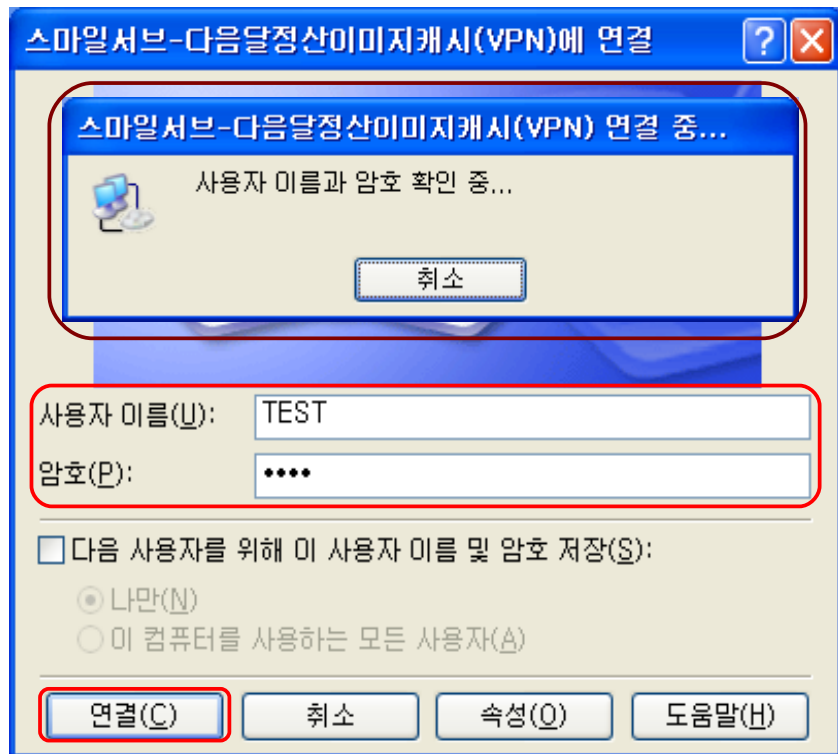 스마일서브-다음달정산이미지캐시(VPN)에 연결
스마일서브-다음달정산이미지캐시(VPN) 연결 중...
사용자 이름과 암호 확인 중...
취소
사용자 이름(U): TEST
암호(P): ••••
다음 사용자를 위해 이 사용자 이름 및 암호 저장(S):
나만(N)
이 컴퓨터를 사용하는 모든 사용자(A)
연결(C) 취소 속성(O) 도움말(H)